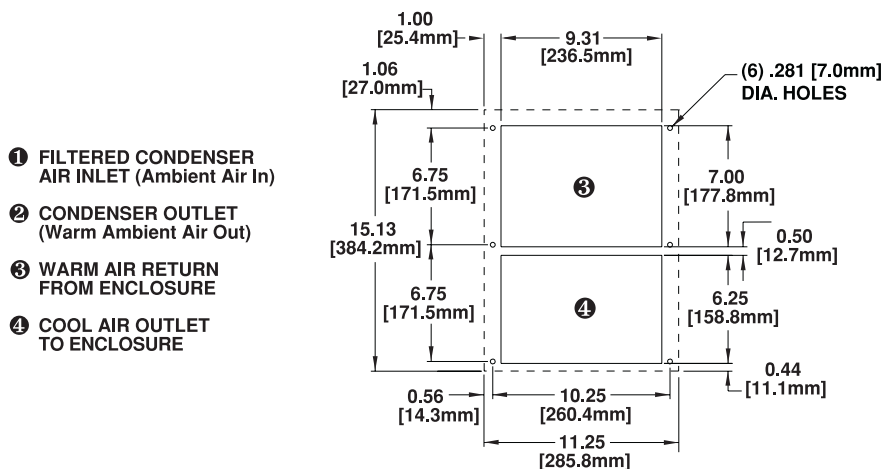 1.00
[25.4mm]
9.31
[236.5mm]
1.06
[27.0mm]
(6) .281 [7.0mm]
DIA. HOLES
❶ FILTERED CONDENSER
AIR INLET (Ambient Air In)
❷ CONDENSER OUTLET
(Warm Ambient Air Out)
❸ WARM AIR RETURN
FROM ENCLOSURE
❹ COOL AIR OUTLET
TO ENCLOSURE
6.75
[171.5mm]
❸
7.00
[177.8mm]
15.13
[384.2mm]
0.50
[12.7mm]
6.75
[171.5mm]
❹
6.25
[158.8mm]
0.44
[11.1mm]
0.56
[14.3mm]
10.25
[260.4mm]
11.25
[285.8mm]